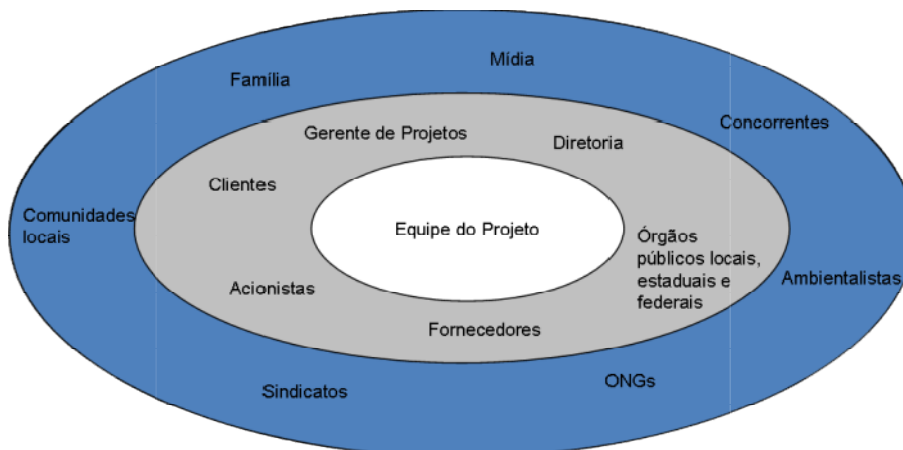 Mídia
Família
Concorrentes
Gerente de Projetos
Diretoria
Clientes
Comunidades
locais
Equipe do Projeto
Órgãos
públicos locais,
estaduais e
federais
Ambientalistas
Acionistas
Fornecedores
ONGs
Sindicatos